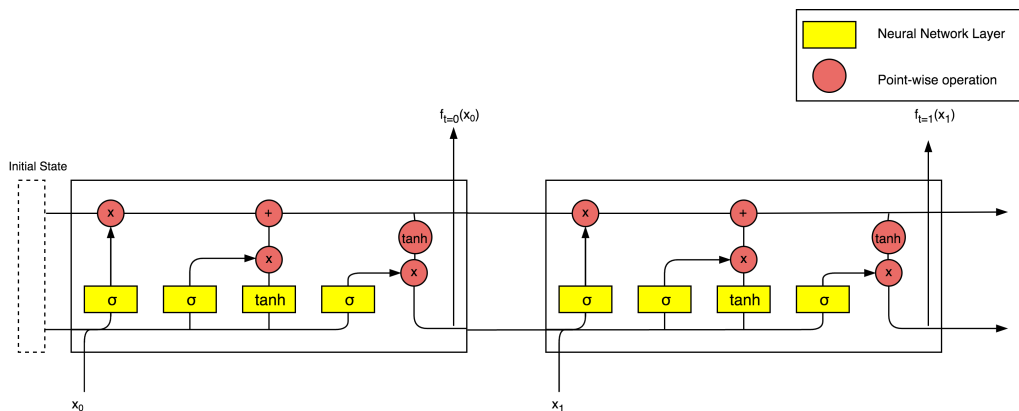 Neural Network Layer
Point-wise operation
f_{t=0}(x_0)
f_{t=1}(x_1)
Initial State
x + x +
tanh tanh
x x x x
σ σ tanh σ σ σ tanh σ
x_0 x_1